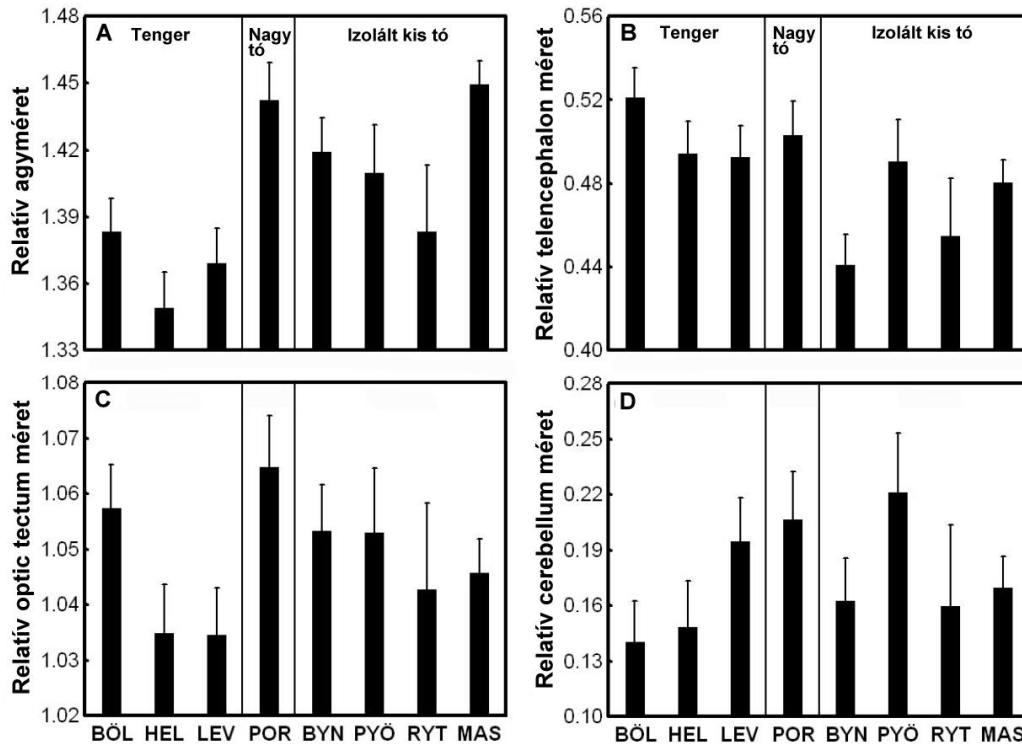 A
Tenger
Nagy
tó
Izolált kis tó
Relatív agyméret
1.48
1.45
1.42
1.39
1.36
1.33
B
Tenger
Nagy
tó
Izolált kis tó
Relatív telencephalon méret
0.56
0.52
0.48
0.44
0.40
C
Relatív optic tectum méret
1.08
1.07
1.06
1.05
1.04
1.03
1.02
BÖL HEL LEV POR BYN PYÖ RYT MAS
D
Relatív cerebellum méret
0.28
0.25
0.22
0.19
0.16
0.13
0.10
BÖL HEL LEV POR BYN PYÖ RYT MAS